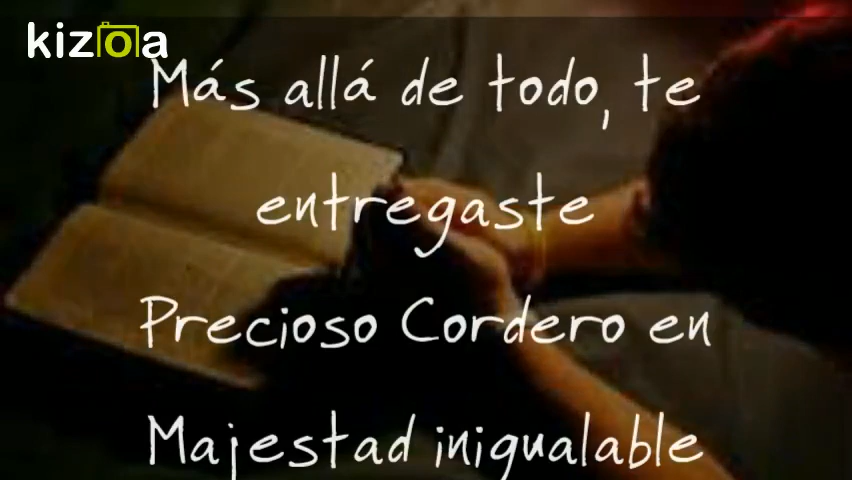 kizoa
Más allá de todo, te
entregaste
Precioso Cordero en
Majestad inigualable